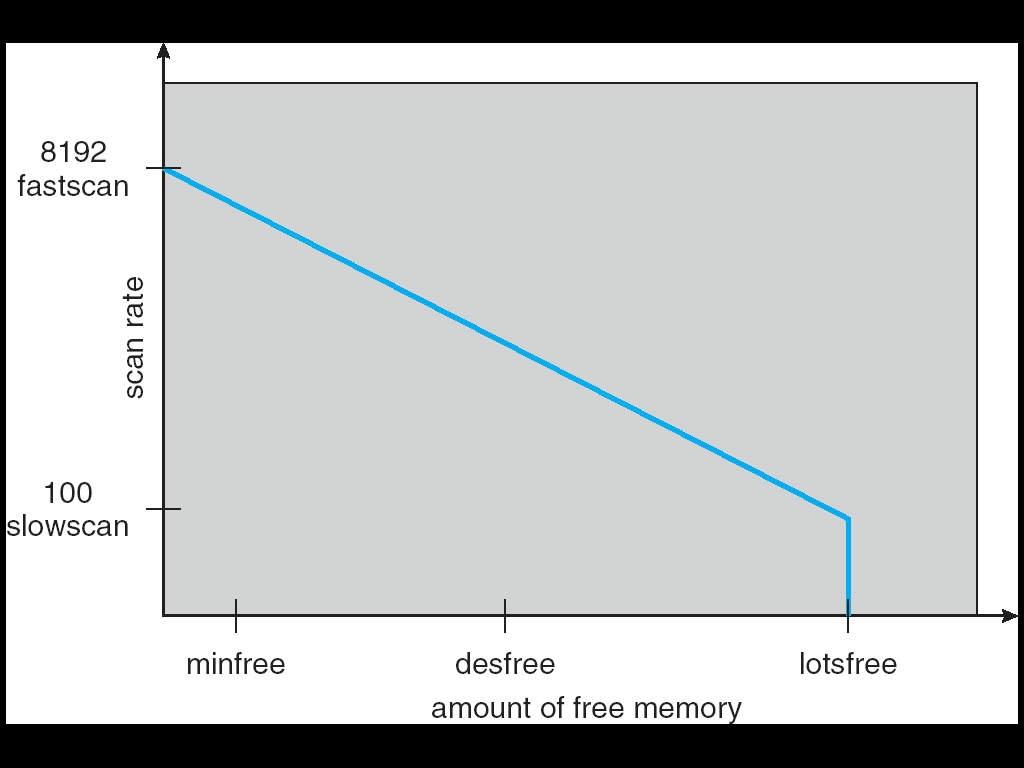 8192
fastscan
scan rate
100
slowscan
minfree
desfree
lotsfree
amount of free memory